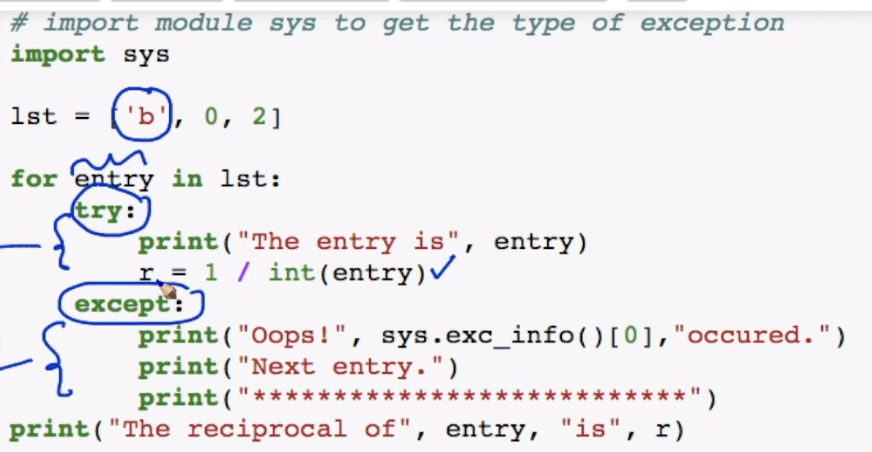 # import module sys to get the type of exception
import sys
lst = ['b', 0, 2]
for entry in lst:
try:
print("The entry is", entry)
r = 1 / int(entry)
except:
print("Oops!", sys.exc_info()[0],"occured.")
print("Next entry.")
print("***************************")
print("The reciprocal of", entry, "is", r)